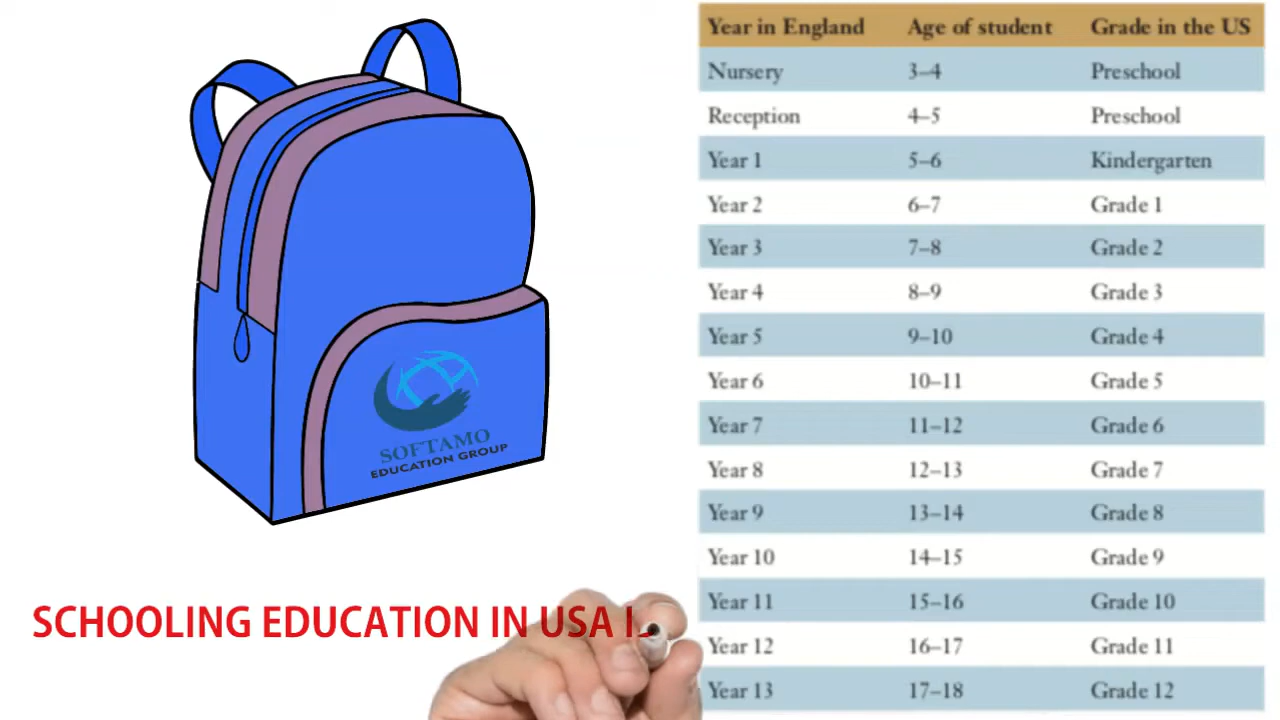 SOFTAMO
EDUCATION GROUP
SCHOOLING EDUCATION IN USA I
Year in England Age of student Grade in the US
Nursery 3–4 Preschool
Reception 4–5 Preschool
Year 1 5–6 Kindergarten
Year 2 6–7 Grade 1
Year 3 7–8 Grade 2
Year 4 8–9 Grade 3
Year 5 9–10 Grade 4
Year 6 10–11 Grade 5
Year 7 11–12 Grade 6
Year 8 12–13 Grade 7
Year 9 13–14 Grade 8
Year 10 14–15 Grade 9
Year 11 15–16 Grade 10
Year 12 16–17 Grade 11
Year 13 17–18 Grade 12